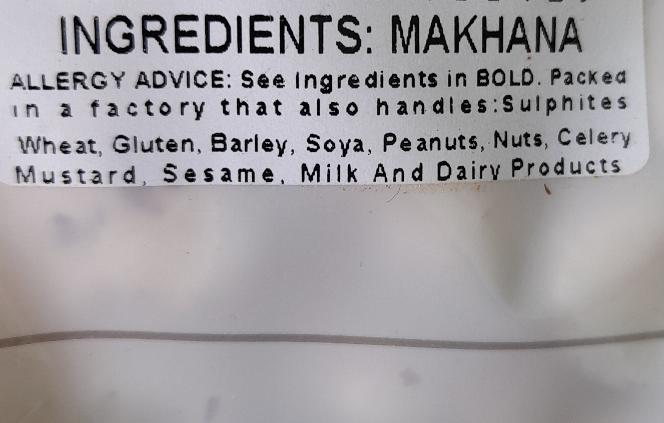 INGREDIENTS: MAKHANA
ALLERGY ADVICE: See Ingredients in BOLD. Packed
in a factory that also handles:Sulphites
Wheat, Gluten, Barley, Soya, Peanuts, Nuts, Celery
Mustard, Sesame, Milk And Dairy Products